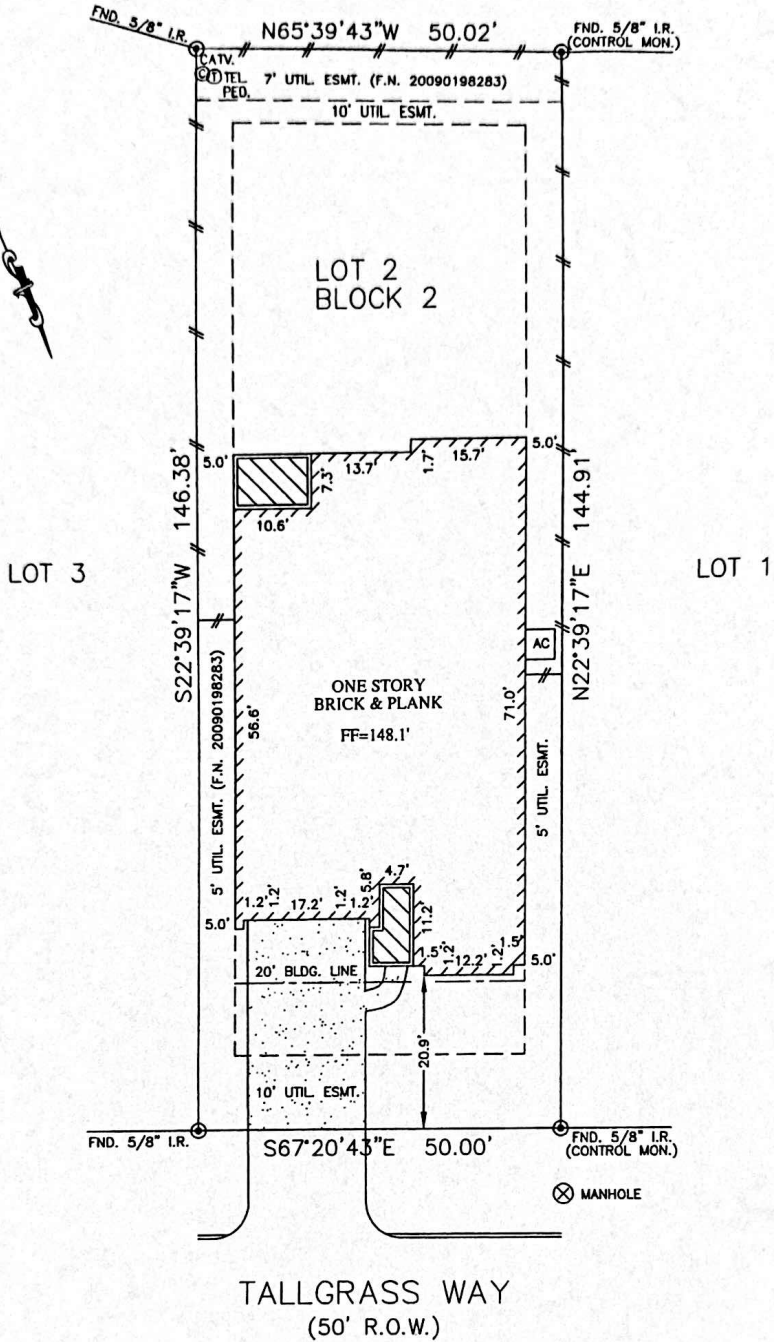 FND. 5/8" I.R.
N65°39'43"W 50.02'
FND. 5/8" I.R.
(CONTROL MON.)
CATV.
C T TEL.
PED.
7' UTIL. ESMT. (F.N. 20090198283)
10' UTIL. ESMT.
LOT 2
BLOCK 2
5.0'
13.7'
1.7'
15.7'
5.0'
7.3'
10.6'
S22°39'17"W 146.38'
N22°39'17"E 144.91'
LOT 3
LOT 1
AC
ONE STORY
BRICK & PLANK
FF=148.1'
56.6'
71.0'
5' UTIL. ESMT. (F.N. 20090198283)
5' UTIL. ESMT.
4.7'
5.8'
11.2'
1.2'
1.2'
17.2'
1.2'
1.2'
5.0'
1.5'
1.2'
12.2'
1.2'
1.5'
5.0'
20' BLDG. LINE
20.9'
10' UTIL. ESMT.
FND. 5/8" I.R.
S67°20'43"E 50.00'
FND. 5/8" I.R.
(CONTROL MON.)
MANHOLE
TALLGRASS WAY
(50' R.O.W.)